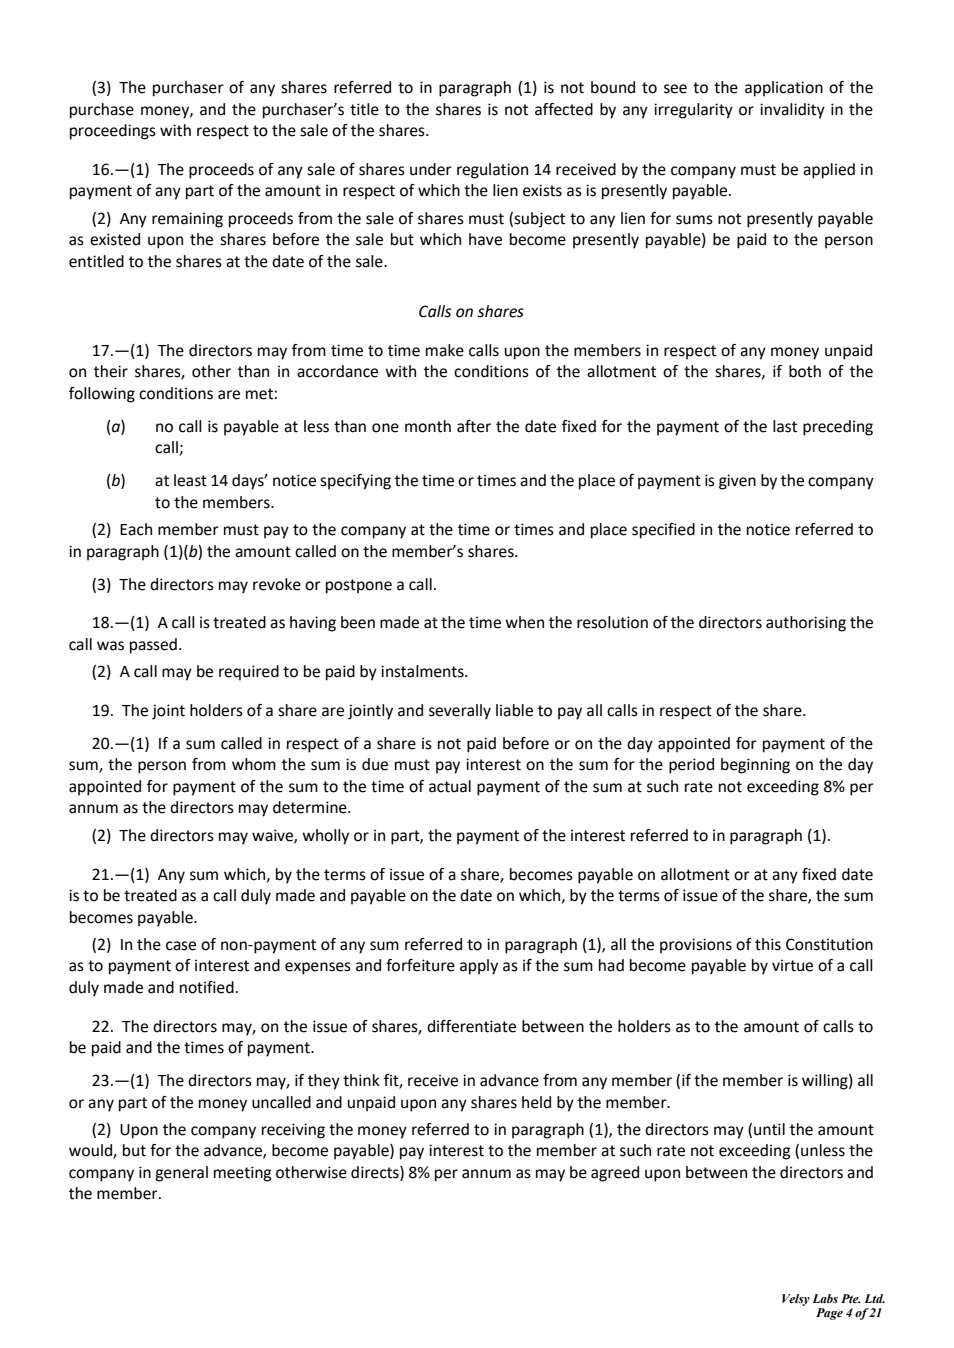 (3) The purchaser of any shares referred to in paragraph (1) is not bound to see to the application of the
purchase money, and the purchaser’s title to the shares is not affected by any irregularity or invalidity in the
proceedings with respect to the sale of the shares.
16.—(1) The proceeds of any sale of shares under regulation 14 received by the company must be applied in
payment of any part of the amount in respect of which the lien exists as is presently payable.
(2) Any remaining proceeds from the sale of shares must (subject to any lien for sums not presently payable
as existed upon the shares before the sale but which have become presently payable) be paid to the person
entitled to the shares at the date of the sale.
Calls on shares
17.—(1) The directors may from time to time make calls upon the members in respect of any money unpaid
on their shares, other than in accordance with the conditions of the allotment of the shares, if both of the
following conditions are met:
(a) no call is payable at less than one month after the date fixed for the payment of the last preceding
call;
(b) at least 14 days’ notice specifying the time or times and the place of payment is given by the company
to the members.
(2) Each member must pay to the company at the time or times and place specified in the notice referred to
in paragraph (1)(b) the amount called on the member’s shares.
(3) The directors may revoke or postpone a call.
18.—(1) A call is treated as having been made at the time when the resolution of the directors authorising the
call was passed.
(2) A call may be required to be paid by instalments.
19. The joint holders of a share are jointly and severally liable to pay all calls in respect of the share.
20.—(1) If a sum called in respect of a share is not paid before or on the day appointed for payment of the
sum, the person from whom the sum is due must pay interest on the sum for the period beginning on the day
appointed for payment of the sum to the time of actual payment of the sum at such rate not exceeding 8% per
annum as the directors may determine.
(2) The directors may waive, wholly or in part, the payment of the interest referred to in paragraph (1).
21.—(1) Any sum which, by the terms of issue of a share, becomes payable on allotment or at any fixed date
is to be treated as a call duly made and payable on the date on which, by the terms of issue of the share, the sum
becomes payable.
(2) In the case of non-payment of any sum referred to in paragraph (1), all the provisions of this Constitution
as to payment of interest and expenses and forfeiture apply as if the sum had become payable by virtue of a call
duly made and notified.
22. The directors may, on the issue of shares, differentiate between the holders as to the amount of calls to
be paid and the times of payment.
23.—(1) The directors may, if they think fit, receive in advance from any member (if the member is willing) all
or any part of the money uncalled and unpaid upon any shares held by the member.
(2) Upon the company receiving the money referred to in paragraph (1), the directors may (until the amount
would, but for the advance, become payable) pay interest to the member at such rate not exceeding (unless the
company in general meeting otherwise directs) 8% per annum as may be agreed upon between the directors and
the member.
Velsy Labs Pte. Ltd.
Page 4 of 21